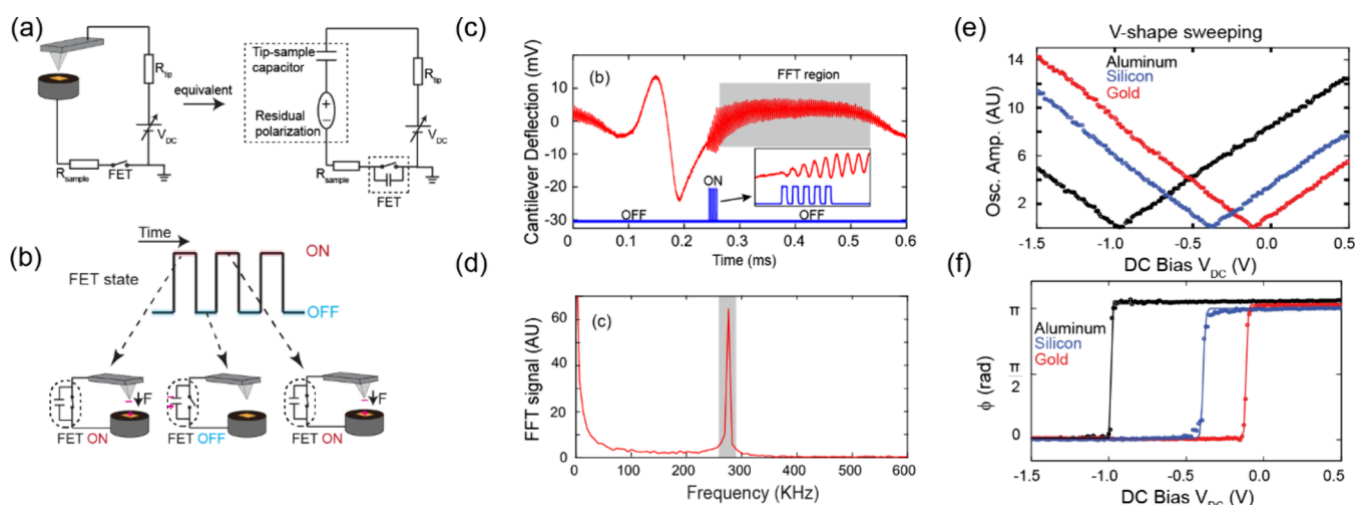 (a)
R_tip
V_DC
R_sample
FET
equivalent
Tip-sample
capacitor
Residual
polarization
R_tip
V_DC
R_sample
FET
(b)
Time
FET state
ON
OFF
F
FET ON
FET OFF
F
FET ON
(c)
Cantilever Deflection (mV)
10
0
-10
-20
-30
(b)
FFT region
ON
OFF
OFF
0
0.1
0.2
0.3
0.4
0.5
0.6
Time (ms)
(d)
FFT signal (AU)
60
40
20
0
(c)
0
100
200
300
400
500
600
Frequency (KHz)
(e)
V-shape sweeping
Osc. Amp. (AU)
14
10
6
2
Aluminum
Silicon
Gold
-1.5
-1.0
-0.5
0.0
0.5
DC Bias V_DC (V)
(f)
ϕ (rad)
π
π
2
0
Aluminum
Silicon
Gold
-1.5
-1.0
-0.5
0.0
0.5
DC Bias V_DC (V)